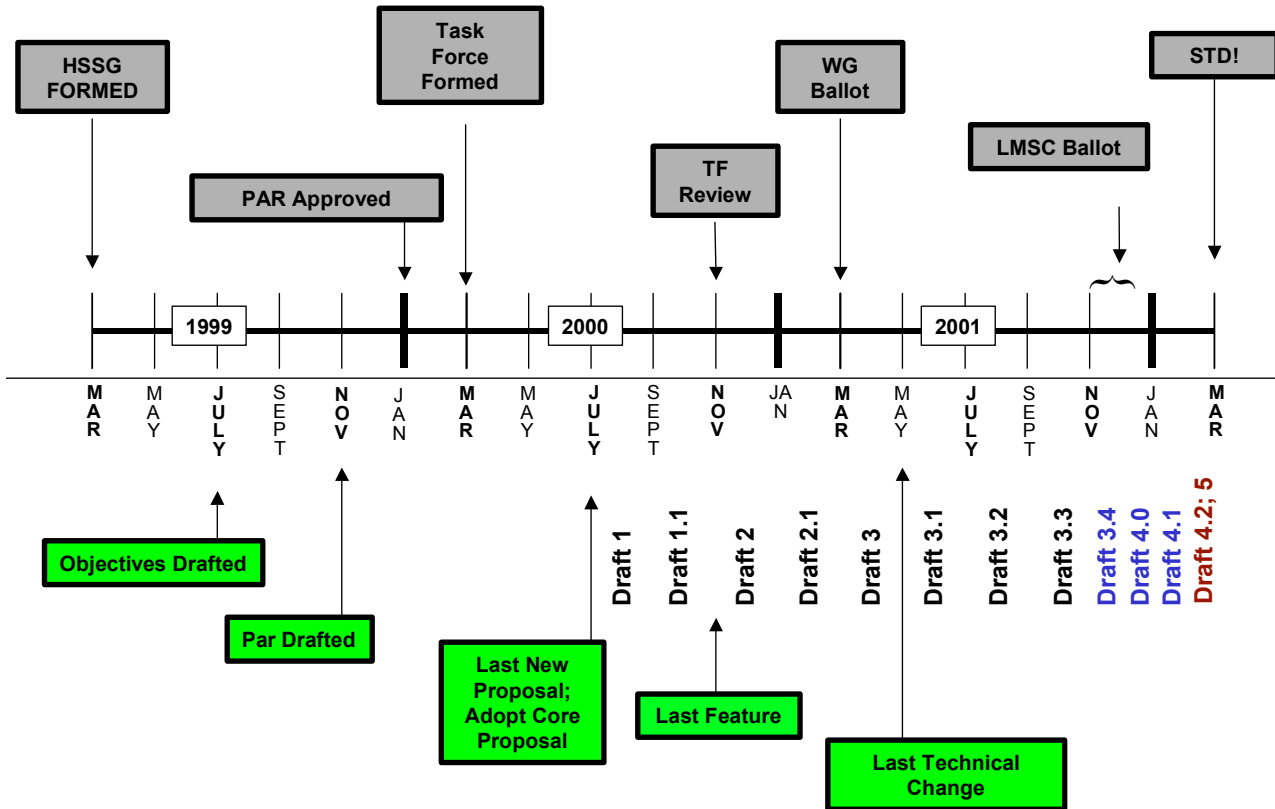 HSSG
FORMED
Task
Force
Formed
WG
Ballot
STD!
PAR Approved
TF
Review
LMSC Ballot
1999
2000
2001
MAR
MAY
JULY
SEPT
NOV
JAN
MAR
MAY
JULY
SEPT
NOV
JAN
MAR
MAY
JULY
SEPT
NOV
JAN
MAR
Draft 1
Draft 1.1
Draft 2
Draft 2.1
Draft 3
Draft 3.1
Draft 3.2
Draft 3.3
Draft 3.4
Draft 4.0
Draft 4.1
Draft 4.2; 5
Objectives Drafted
Par Drafted
Last New
Proposal;
Adopt Core
Proposal
Last Feature
Last Technical
Change